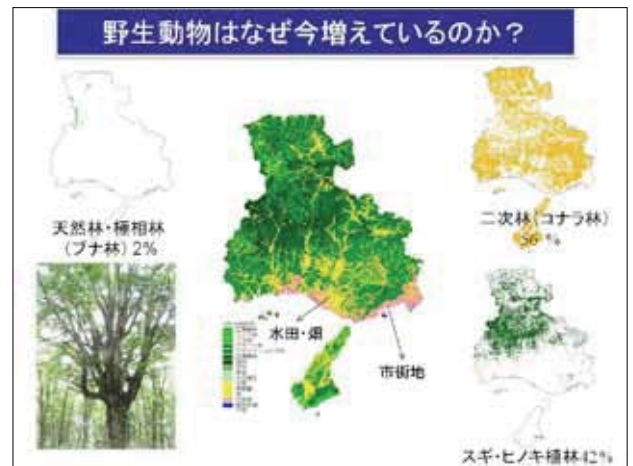 野生動物はなぜ今増えているのか?
天然林・極相林
(ブナ林) 2%
二次林(コナラ林)
56 %
水田・畑
市街地
スギ・ヒノキ植林42%